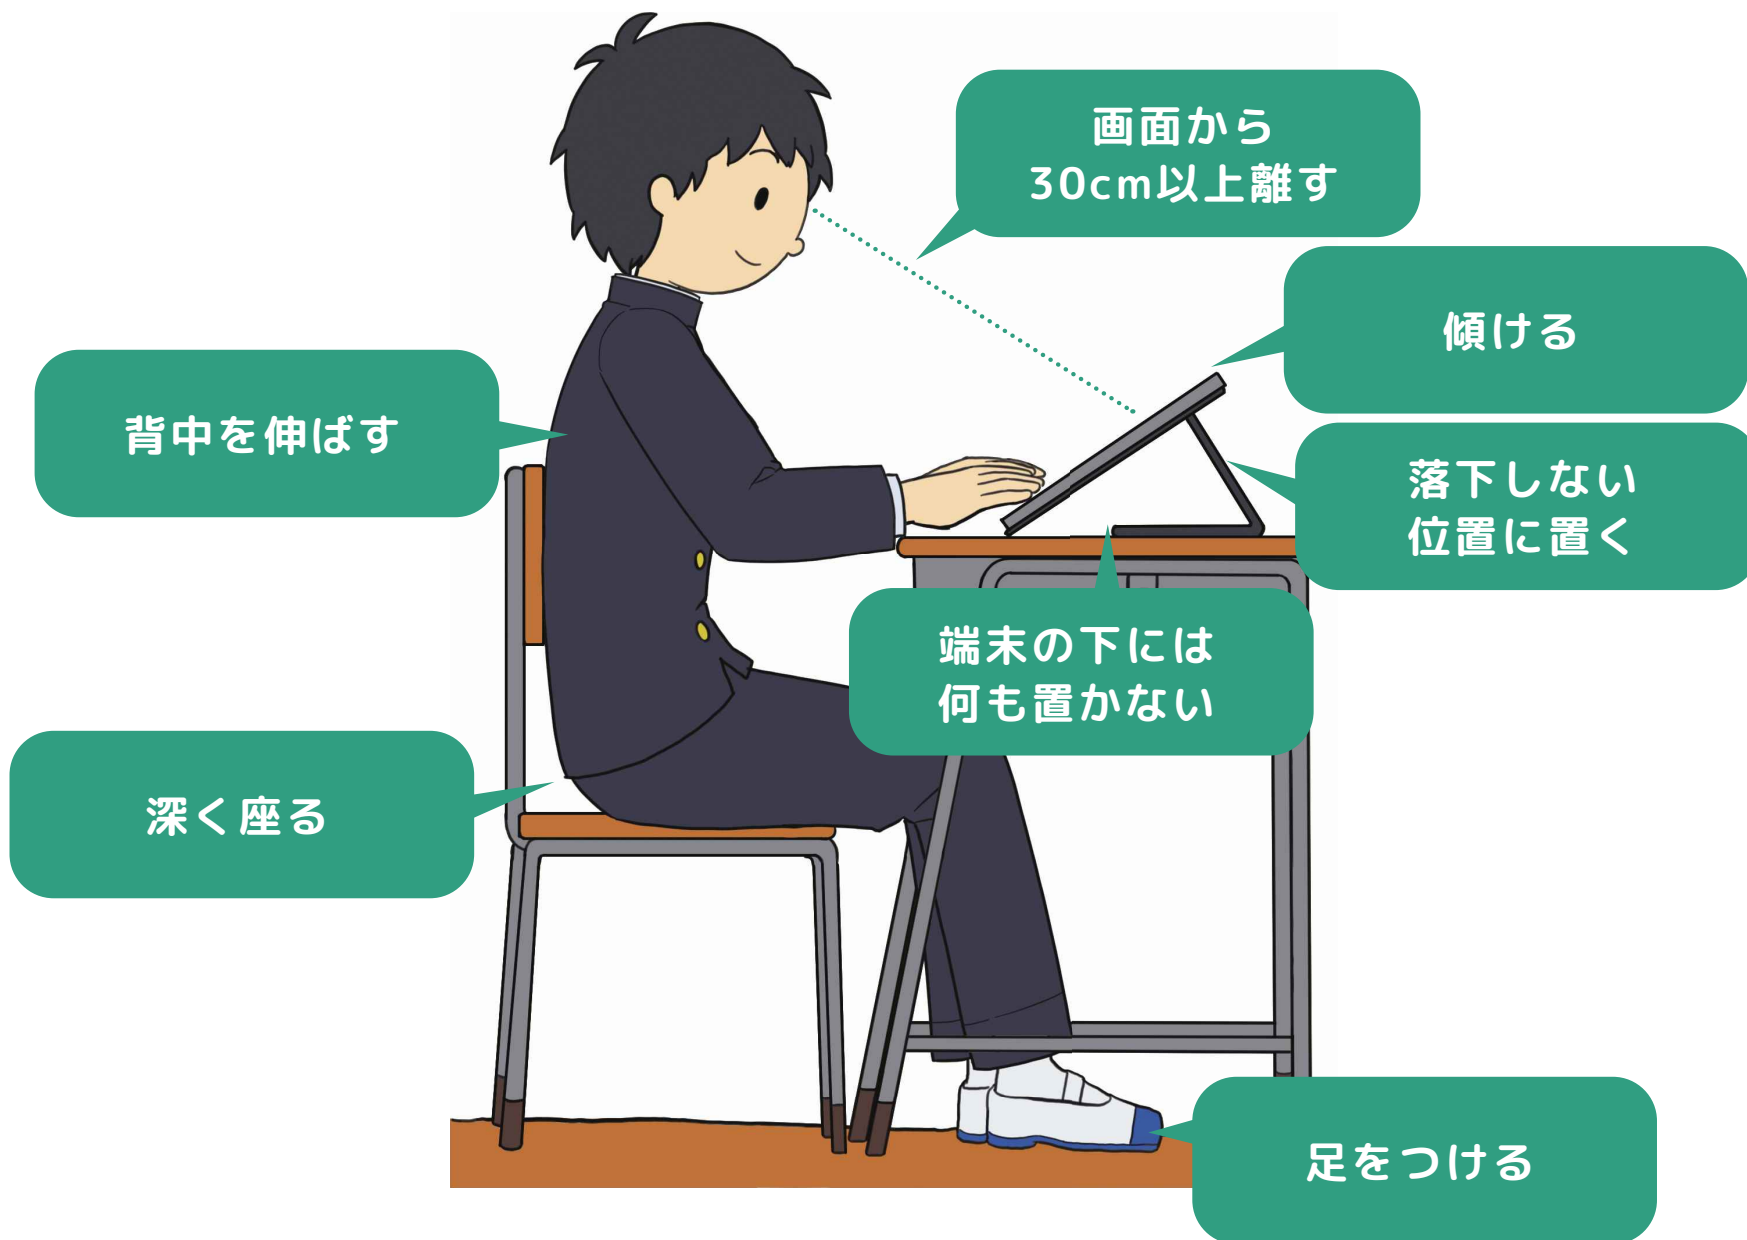 画面から
30cm以上離す
傾ける
背中を伸ばす
落下しない
位置に置く
端末の下には
何も置かない
深く座る
足をつける